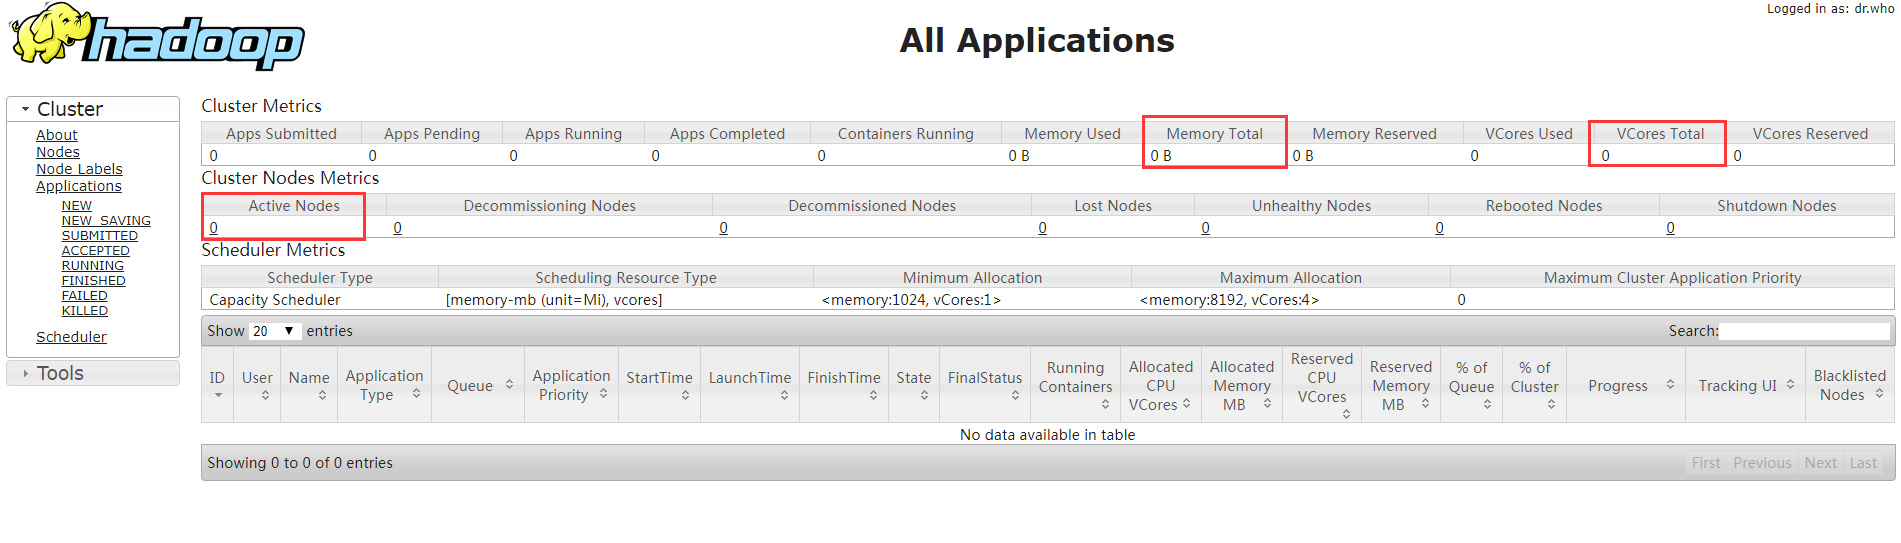 Logged in as: dr.who
hadoop
All Applications
Cluster
About
Nodes
Node Labels
Applications
NEW
NEW_SAVING
SUBMITTED
ACCEPTED
RUNNING
FINISHED
FAILED
KILLED
Scheduler
Tools
Cluster Metrics
Apps Submitted Apps Pending Apps Running Apps Completed Containers Running Memory Used Memory Total Memory Reserved VCores Used VCores Total VCores Reserved
0 0 0 0 0 0 B 0 B 0 B 0 0 0
Cluster Nodes Metrics
Active Nodes Decommissioning Nodes Decommissioned Nodes Lost Nodes Unhealthy Nodes Rebooted Nodes Shutdown Nodes
0 0 0 0 0 0 0
Scheduler Metrics
Scheduler Type Scheduling Resource Type Minimum Allocation Maximum Allocation Maximum Cluster Application Priority
Capacity Scheduler [memory-mb (unit=Mi), vcores] <memory:1024, vCores:1> <memory:8192, vCores:4> 0
Show 20 entries Search:
ID User Name Application Type Queue Application Priority StartTime LaunchTime FinishTime State FinalStatus Running Containers Allocated CPU VCores Allocated Memory MB Reserved CPU VCores Reserved Memory MB % of Queue % of Cluster Progress Tracking UI Blacklisted Nodes
No data available in table
Showing 0 to 0 of 0 entries First Previous Next Last